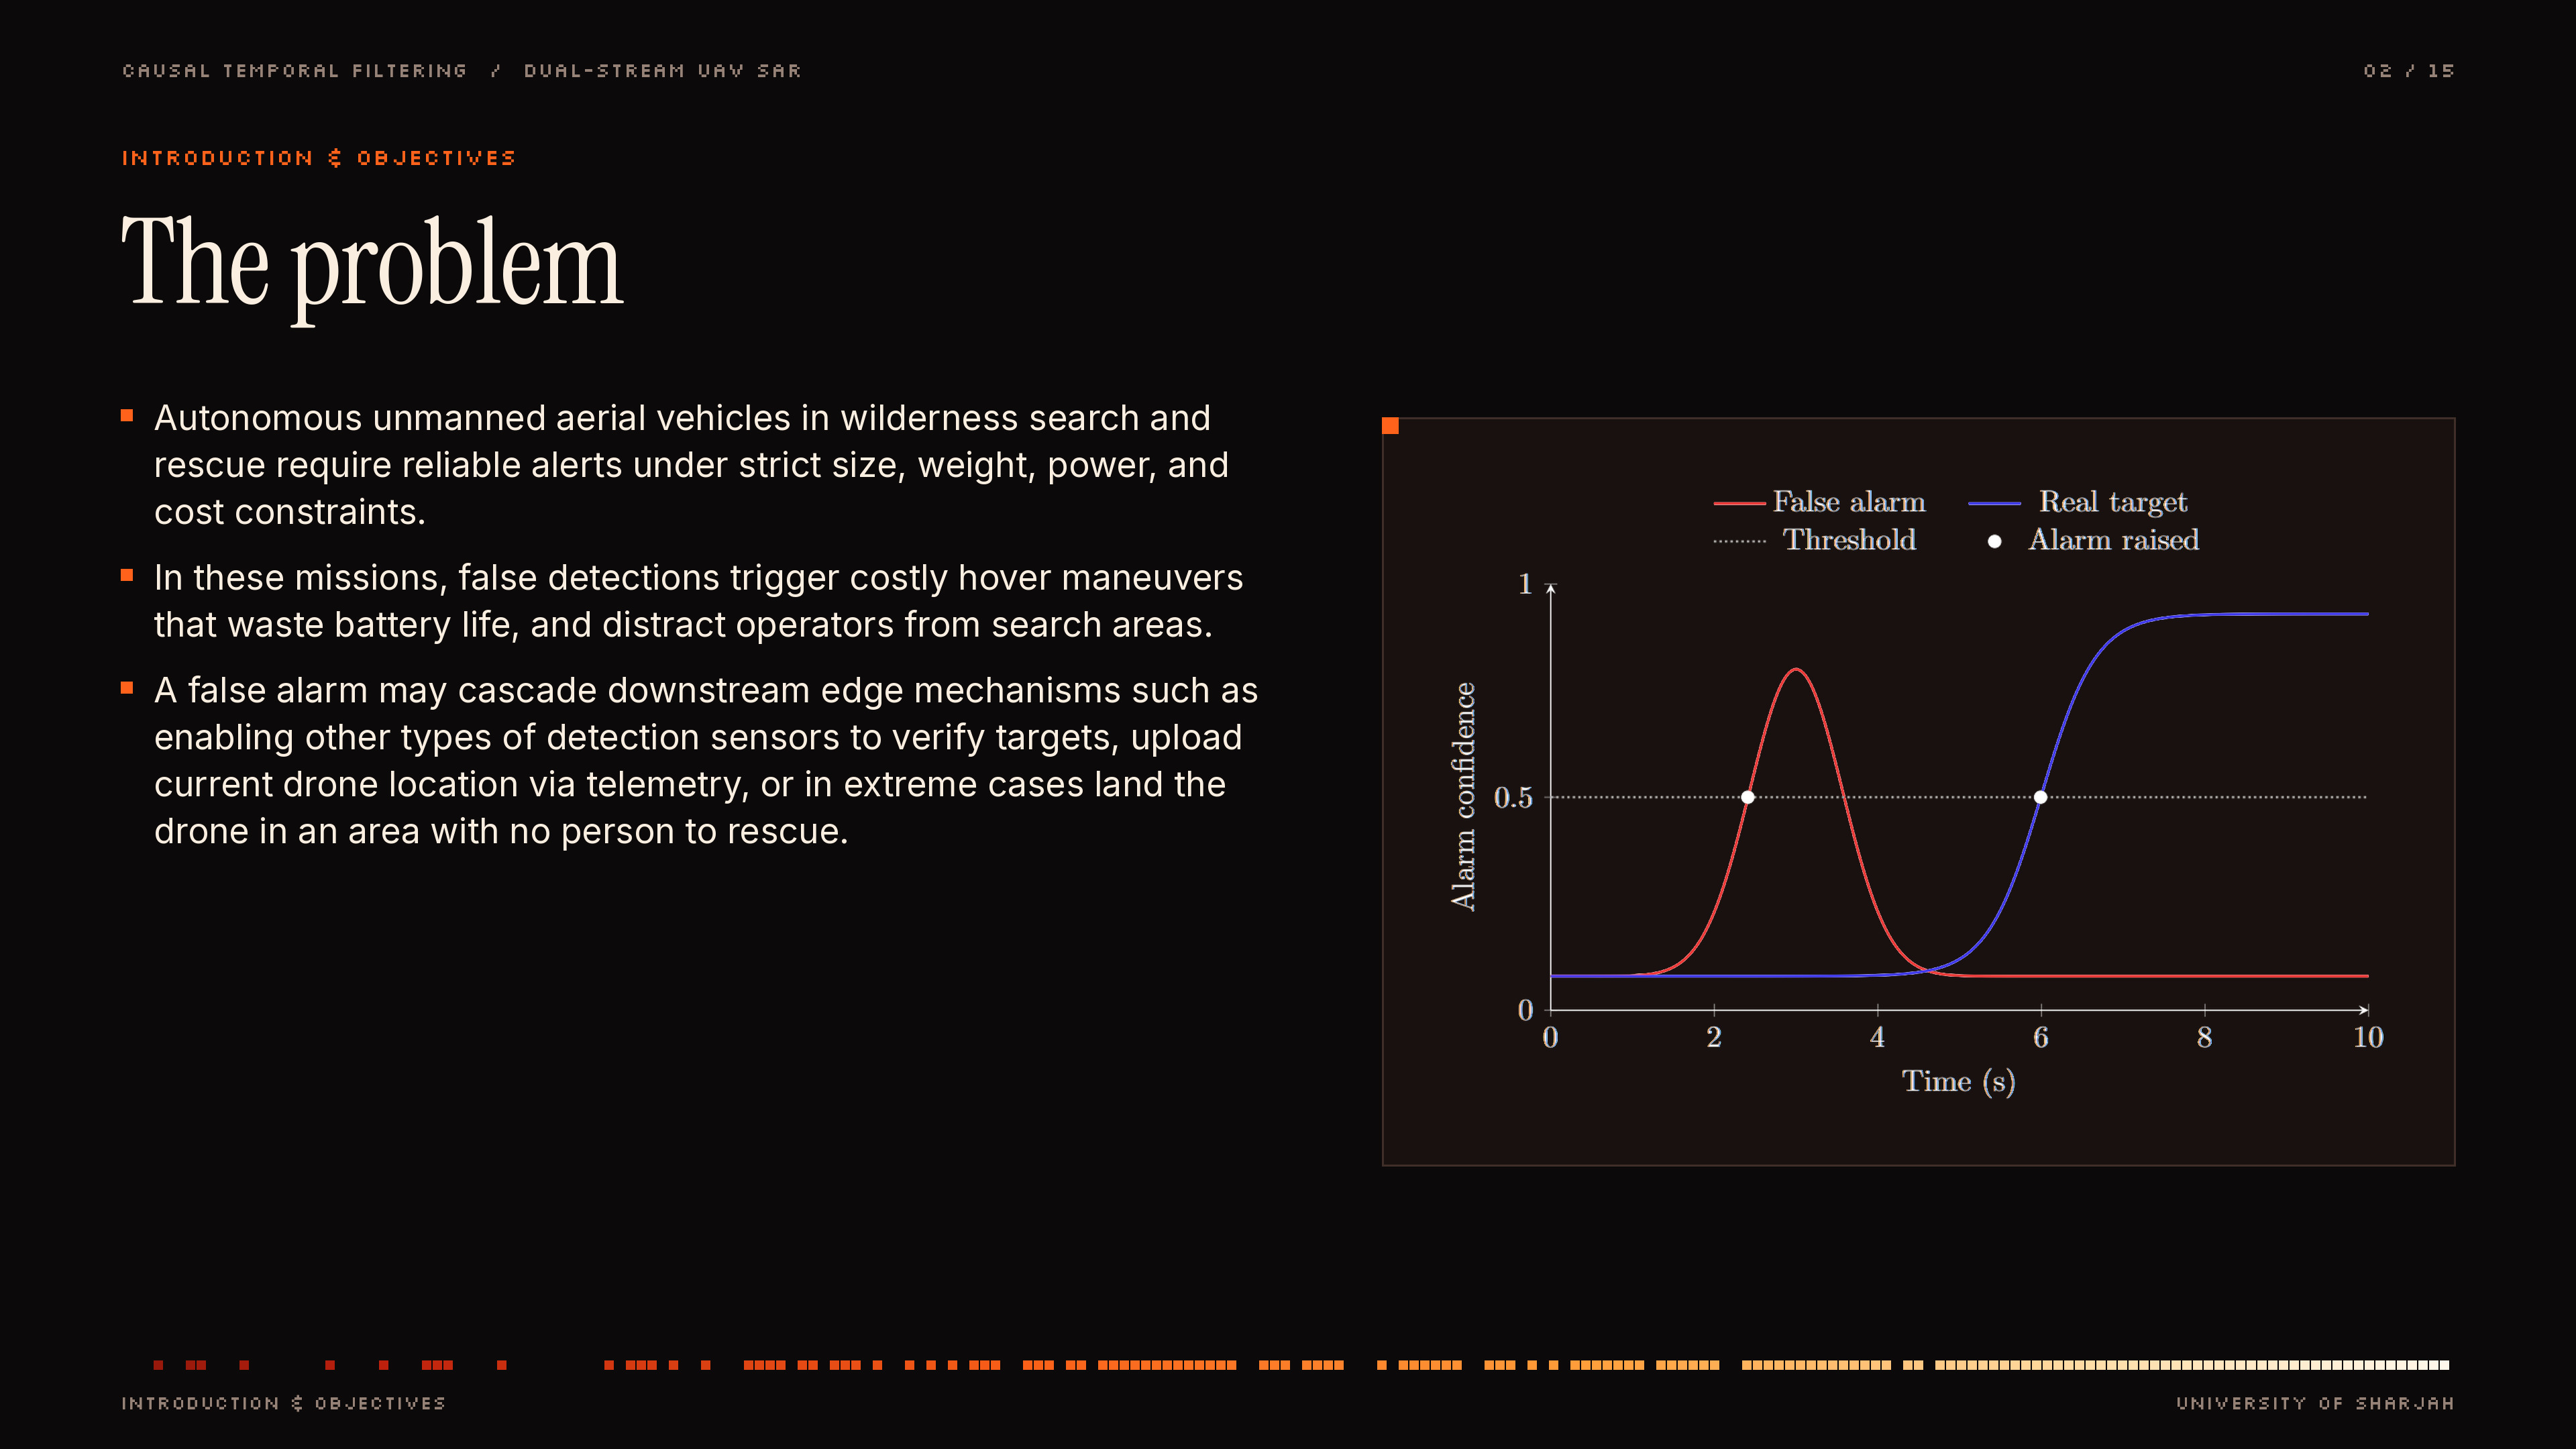 CAUSAL TEMPORAL FILTERING / DUAL-STREAM UAV SAR
02 / 15
INTRODUCTION & OBJECTIVES
The problem
Autonomous unmanned aerial vehicles in wilderness search and
rescue require reliable alerts under strict size, weight, power, and
cost constraints.
In these missions, false detections trigger costly hover maneuvers
that waste battery life, and distract operators from search areas.
A false alarm may cascade downstream edge mechanisms such as
enabling other types of detection sensors to verify targets, upload
current drone location via telemetry, or in extreme cases land the
drone in an area with no person to rescue.
False alarm Real target
Threshold Alarm raised
1
Alarm confidence
0.5
0
0 2 4 6 8 10
Time (s)
INTRODUCTION & OBJECTIVES
UNIVERSITY OF SHARJAH